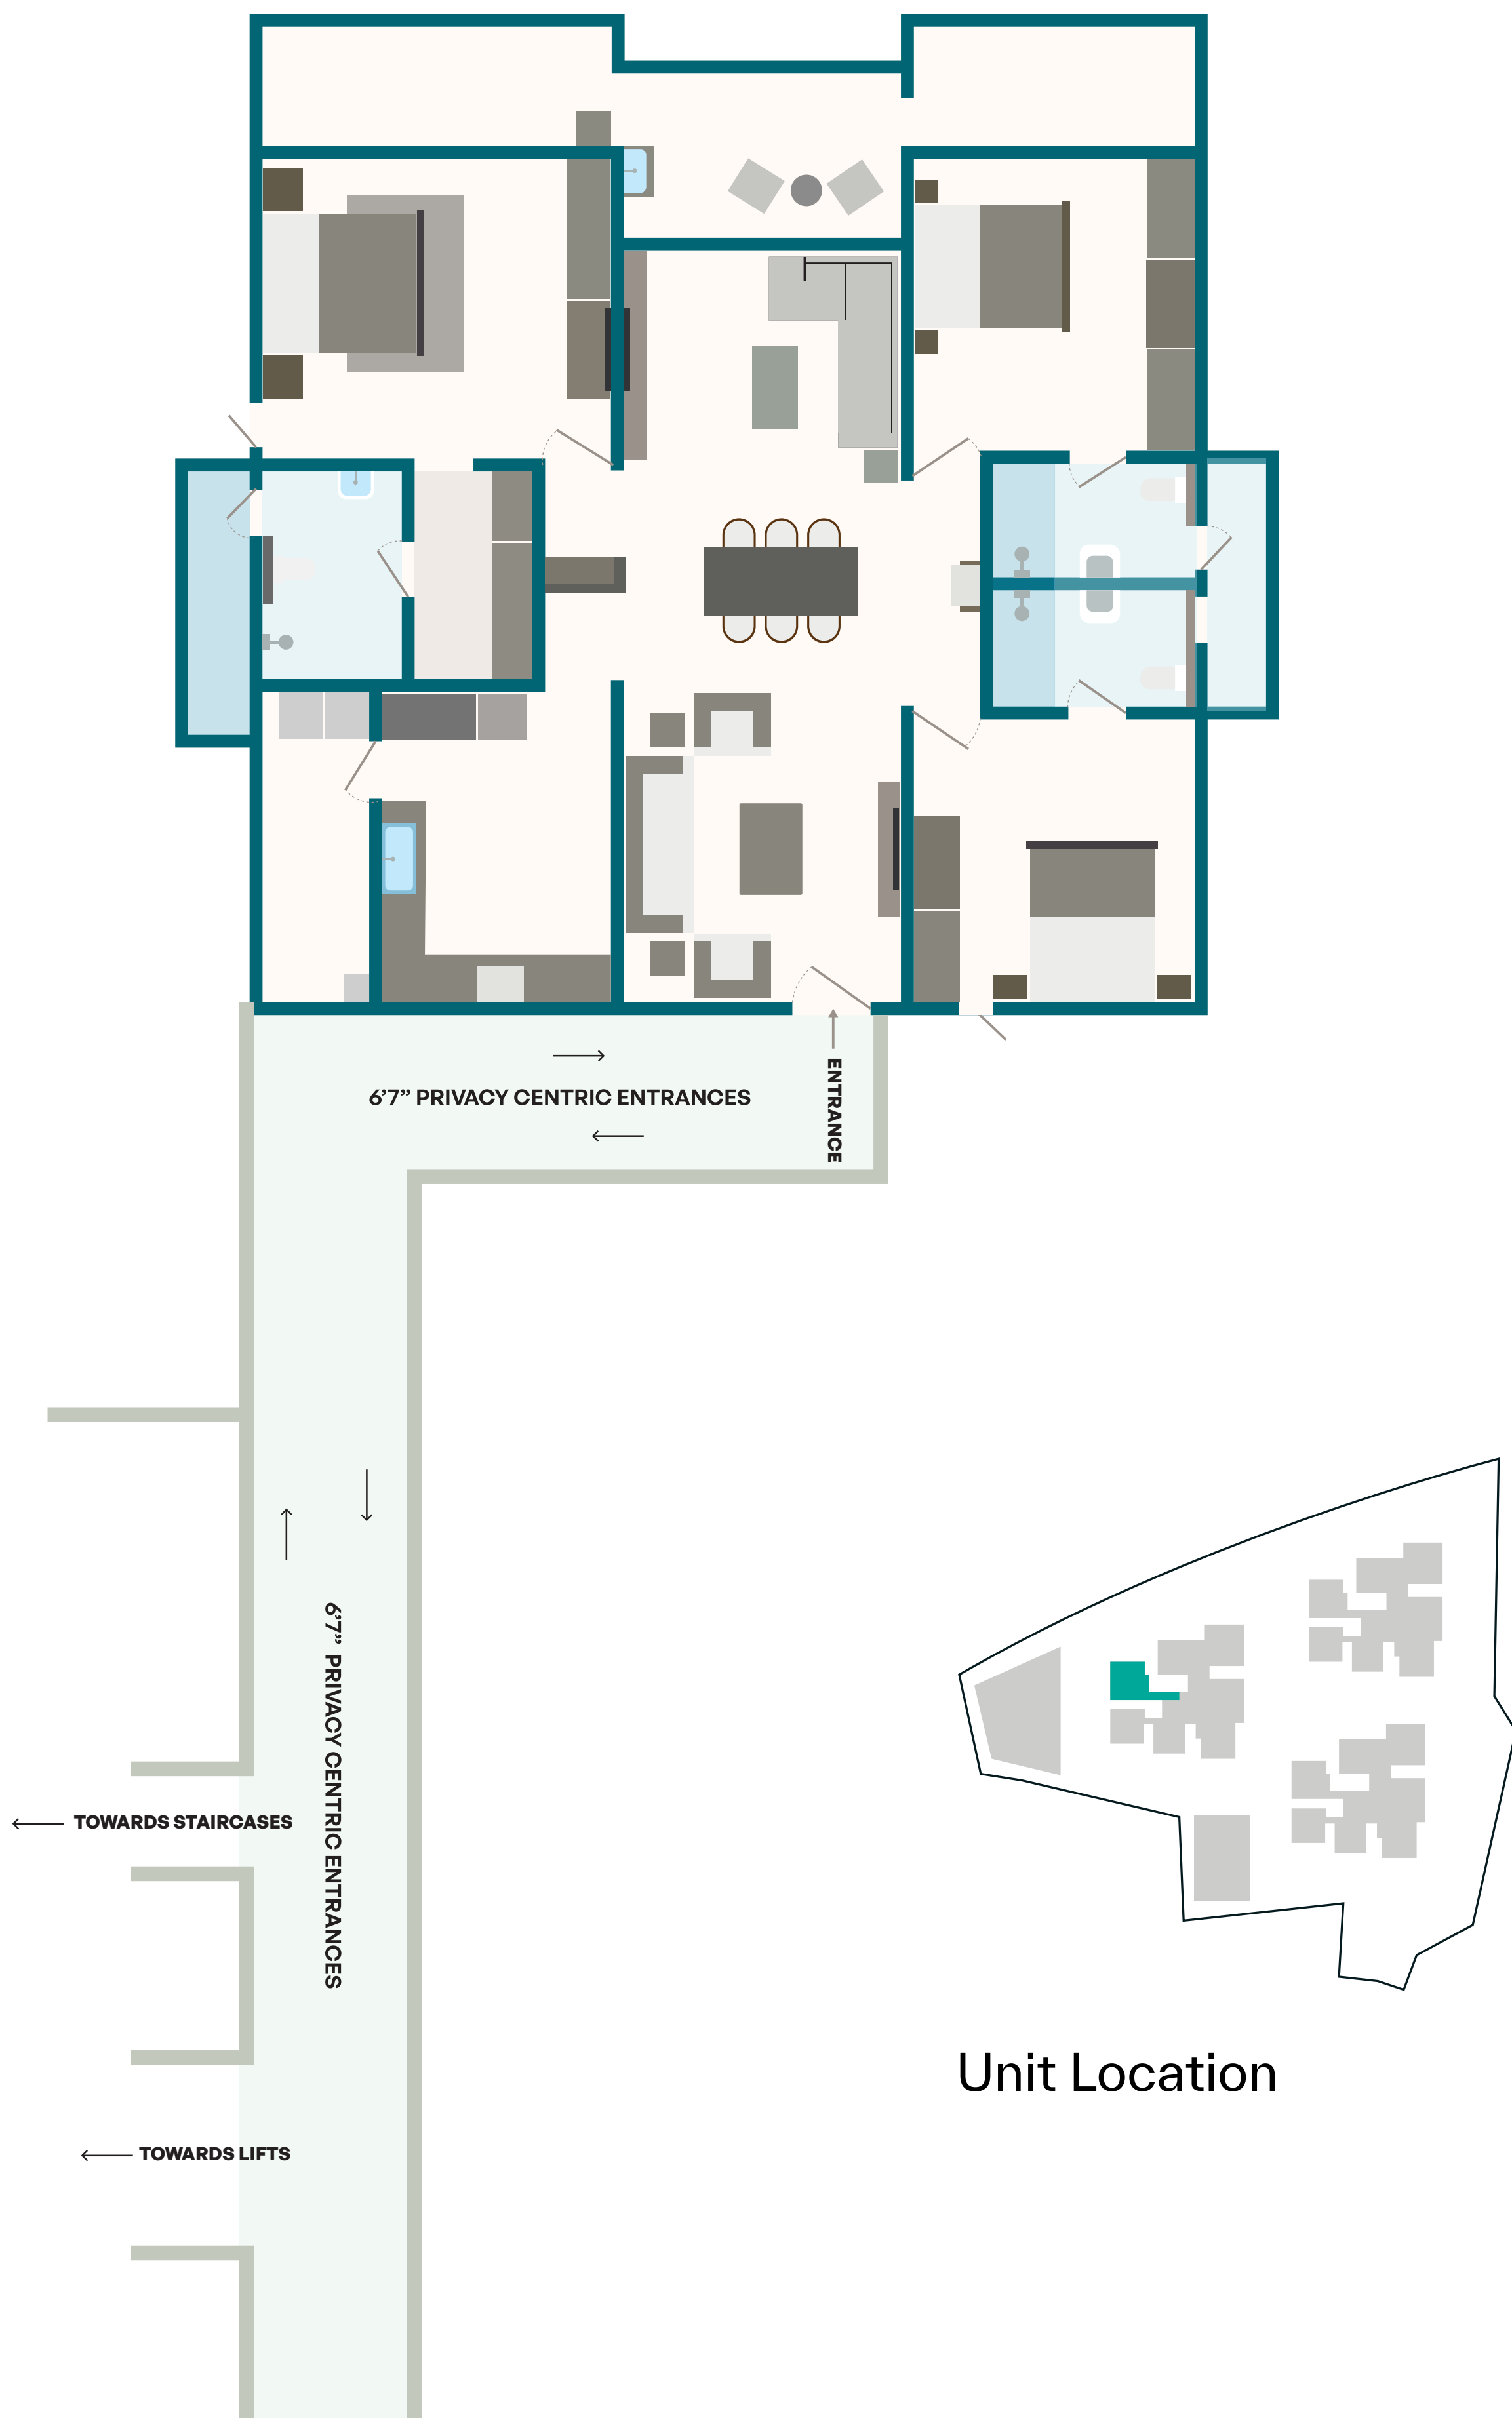 6’7” PRIVACY CENTRIC ENTRANCES
ENTRANCE
6’7” PRIVACY CENTRIC ENTRANCES
TOWARDS STAIRCASES
Unit Location
TOWARDS LIFTS